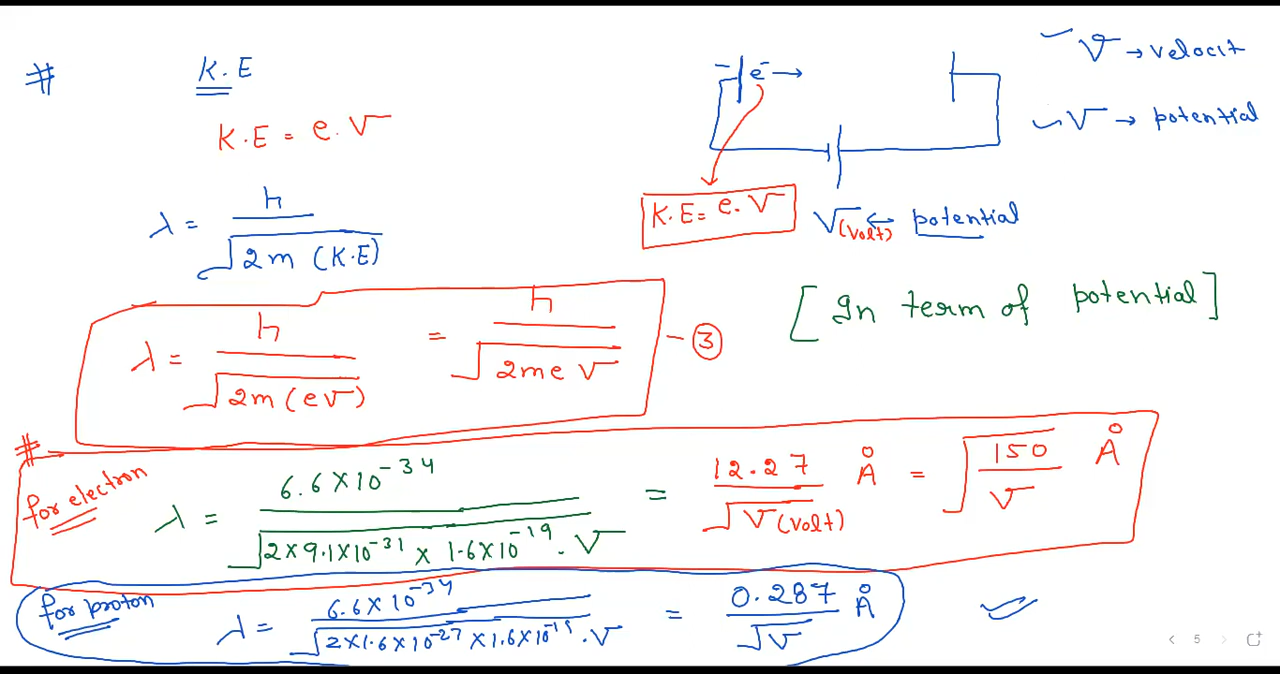 # K.E
K.E = e.V
λ = h / √2m (K.E)
λ = h / √2m(eV) = h / √2me V - ③
- e⁻ →
V → velocit
V → potential
K.E = e.V
V(volt) ↔ potential
[In term of potential]
#
for electron
λ = 6.6×10⁻³⁴ / √2×9.1×10⁻³¹ × 1.6×10⁻¹⁹ . V = 12.27 / √V(volt) Å = √150/V Å
for proton
λ = 6.6×10⁻³⁴ / √2×1.6×10⁻²⁷ ×1.6×10⁻¹⁹ . V = 0.287 / √V Å
< 5 >